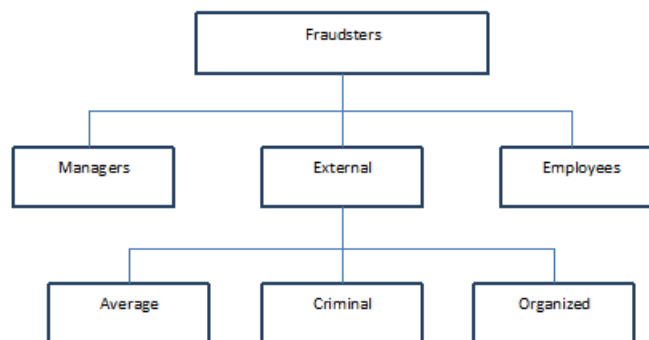 Fraudsters
Managers
External
Employees
Average
Criminal
Organized